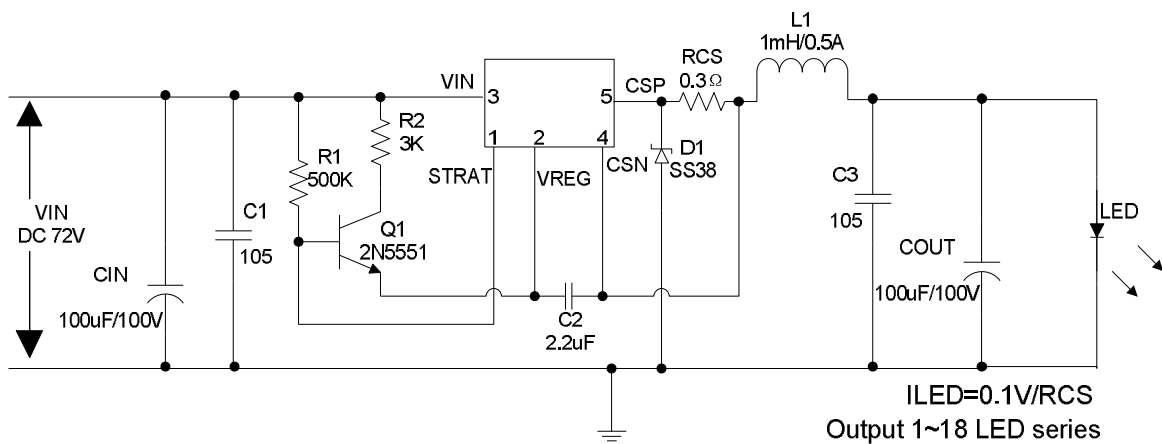 L1
1mH/0.5A
RCS
0.3Ω
VIN
CSP
3
5
1
2
4
R2
3K
R1
500K
STRAT
VREG
CSN
D1
SS38
C3
105
LED
VIN
DC 72V
C1
105
Q1
2N5551
CIN
100uF/100V
COUT
100uF/100V
C2
2.2uF
ILED=0.1V/RCS
Output 1~18 LED series